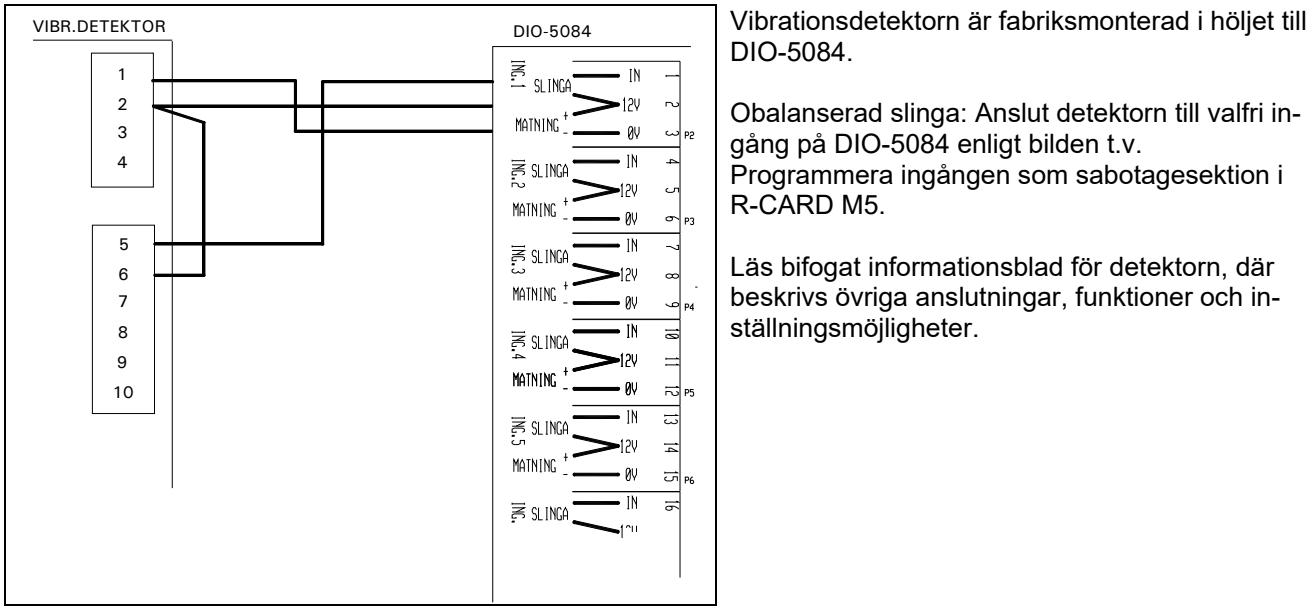 VIBR.DETEKTOR
1
2
3
4
5
6
7
8
9
10
DIO-5084
ING.1 SLINGA
MATNING + -
IN 1
12V 2
0V 3
P2
ING.2 SLINGA
MATNING + -
IN 4
12V 5
0V 6
P3
ING.3 SLINGA
MATNING + -
IN 7
12V 8
0V 9
P4
ING.4 SLINGA
MATNING + -
IN 10
12V 11
0V 12
P5
ING.5 SLINGA
MATNING + -
IN 13
12V 14
0V 15
P6
ING. SLINGA
IN 16
Vibrationsdetektorn är fabriksmonterad i höljet till
DIO-5084.
Obalanserad slinga: Anslut detektorn till valfri in-
gång på DIO-5084 enligt bilden t.v.
Programmera ingången som sabotagesektion i
R-CARD M5.
Läs bifogat informationsblad för detektorn, där
beskrivs övriga anslutningar, funktioner och in-
ställningsmöjligheter.